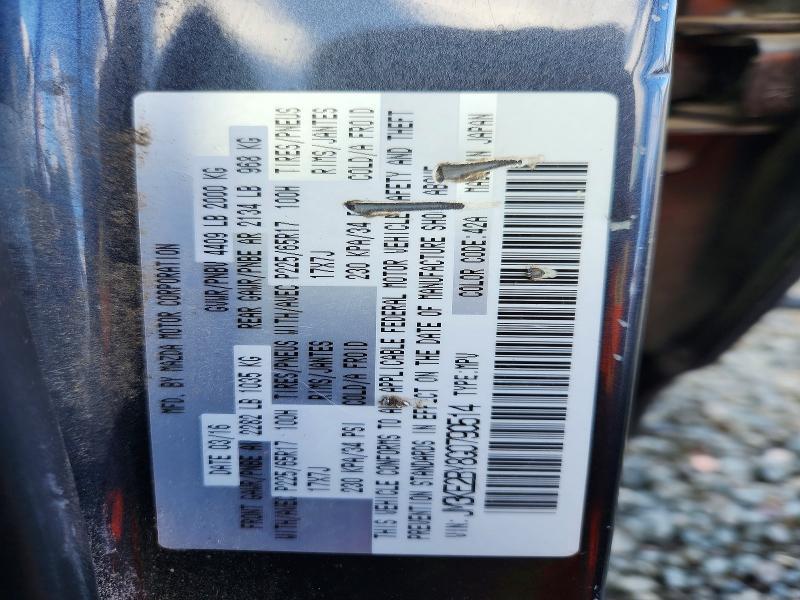 MFD. BY MAZDA MOTOR CORPORATION
DATE 02/16 GVWR/PNBV 4409 LB 2000 KG
FRONT GAWR/PNBE AV 2282 LB 1035 KG REAR GAWR/PNBE AR 2134 LB 968 KG
WITH/AVEC P225/65R17 100H TIRES/PNEUS WITH/AVEC P225/65R17 100H TIRES/PNEUS
17X7J RIMS/JANTES 17X7J RIMS/JANTES
230 KPA/34 PSI COLD/A FROID 230 KPA/34 COLD/A FROID
THIS VEHICLE CONFORMS TO APPLICABLE FEDERAL MOTOR VEHICLE SAFETY AND THEFT
PREVENTION STANDARDS IN EFFECT ON THE DATE OF MANUFACTURE SHOWN ABOVE
VIN: TYPE:MPV COLOR CODE:42A MADE IN JAPAN